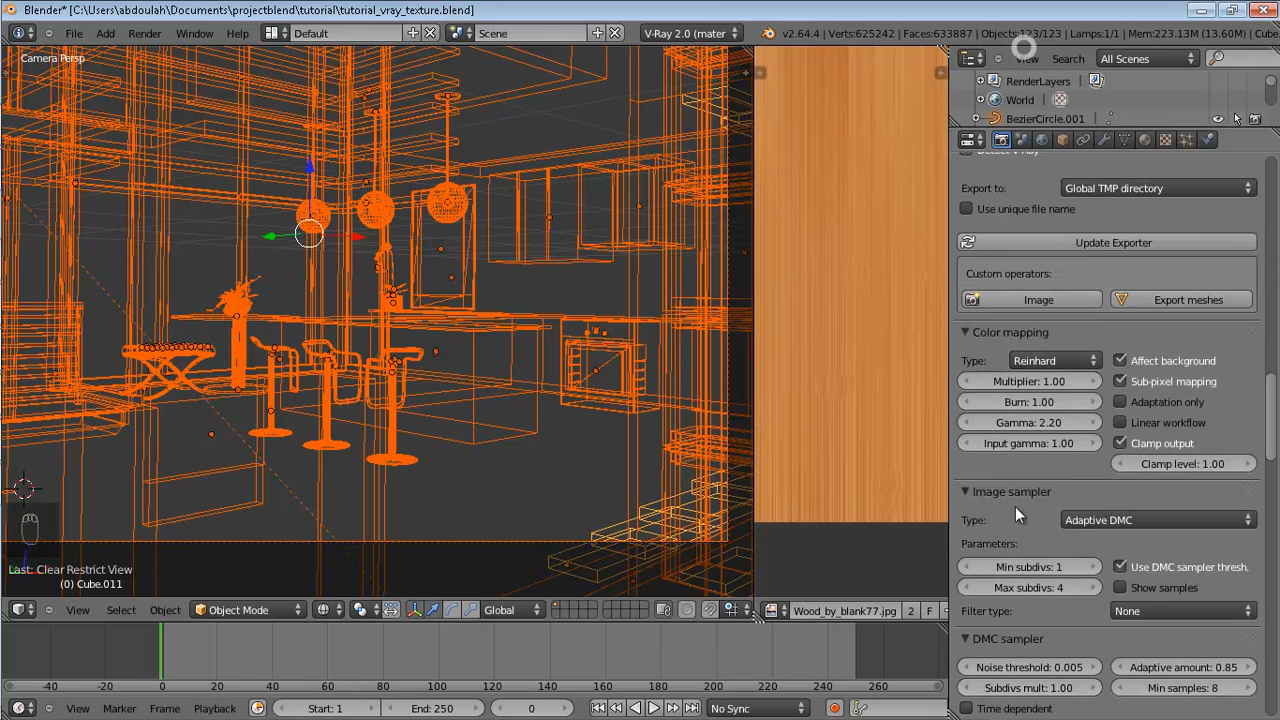 Blender* [C:\Users\abdoulah\Documents\projectblend\tutorial\tutorial_vray_texture.blend]
File Add Render Window Help Default Scene V-Ray 2.0 (mater v2.64.4 | Verts:625242 | Faces:633887 | Objects:123/123 | Lamps:1/1 | Mem:223.13M (13.60M) | Cube.
Camera Persp
View Search All Scenes
RenderLayers
World
BezierCircle.001
Export to: Global TMP directory
Use unique file name
Update Exporter
Custom operators:
Image Export meshes
Color mapping
Type: Reinhard Affect background
Multiplier: 1.00 Sub-pixel mapping
Burn: 1.00 Adaptation only
Gamma: 2.20 Linear workflow
Input gamma: 1.00 Clamp output
Clamp level: 1.00
Image sampler
Type: Adaptive DMC
Parameters:
Min subdivs: 1 Use DMC sampler thresh.
Max subdivs: 4 Show samples
Filter type: None
DMC sampler
Noise threshold: 0.005 Adaptive amount: 0.85
Subdivs mult: 1.00 Min samples: 8
Time dependent
Last: Clear Restrict View
(0) Cube.011
View Select Object Object Mode Global Wood_by_blank77.jpg 2 F
-40 -20 0 20 40 60 80 100 120 140 160 180 200 220 240 260
View Marker Frame Playback Start: 1 End: 250 0 No Sync